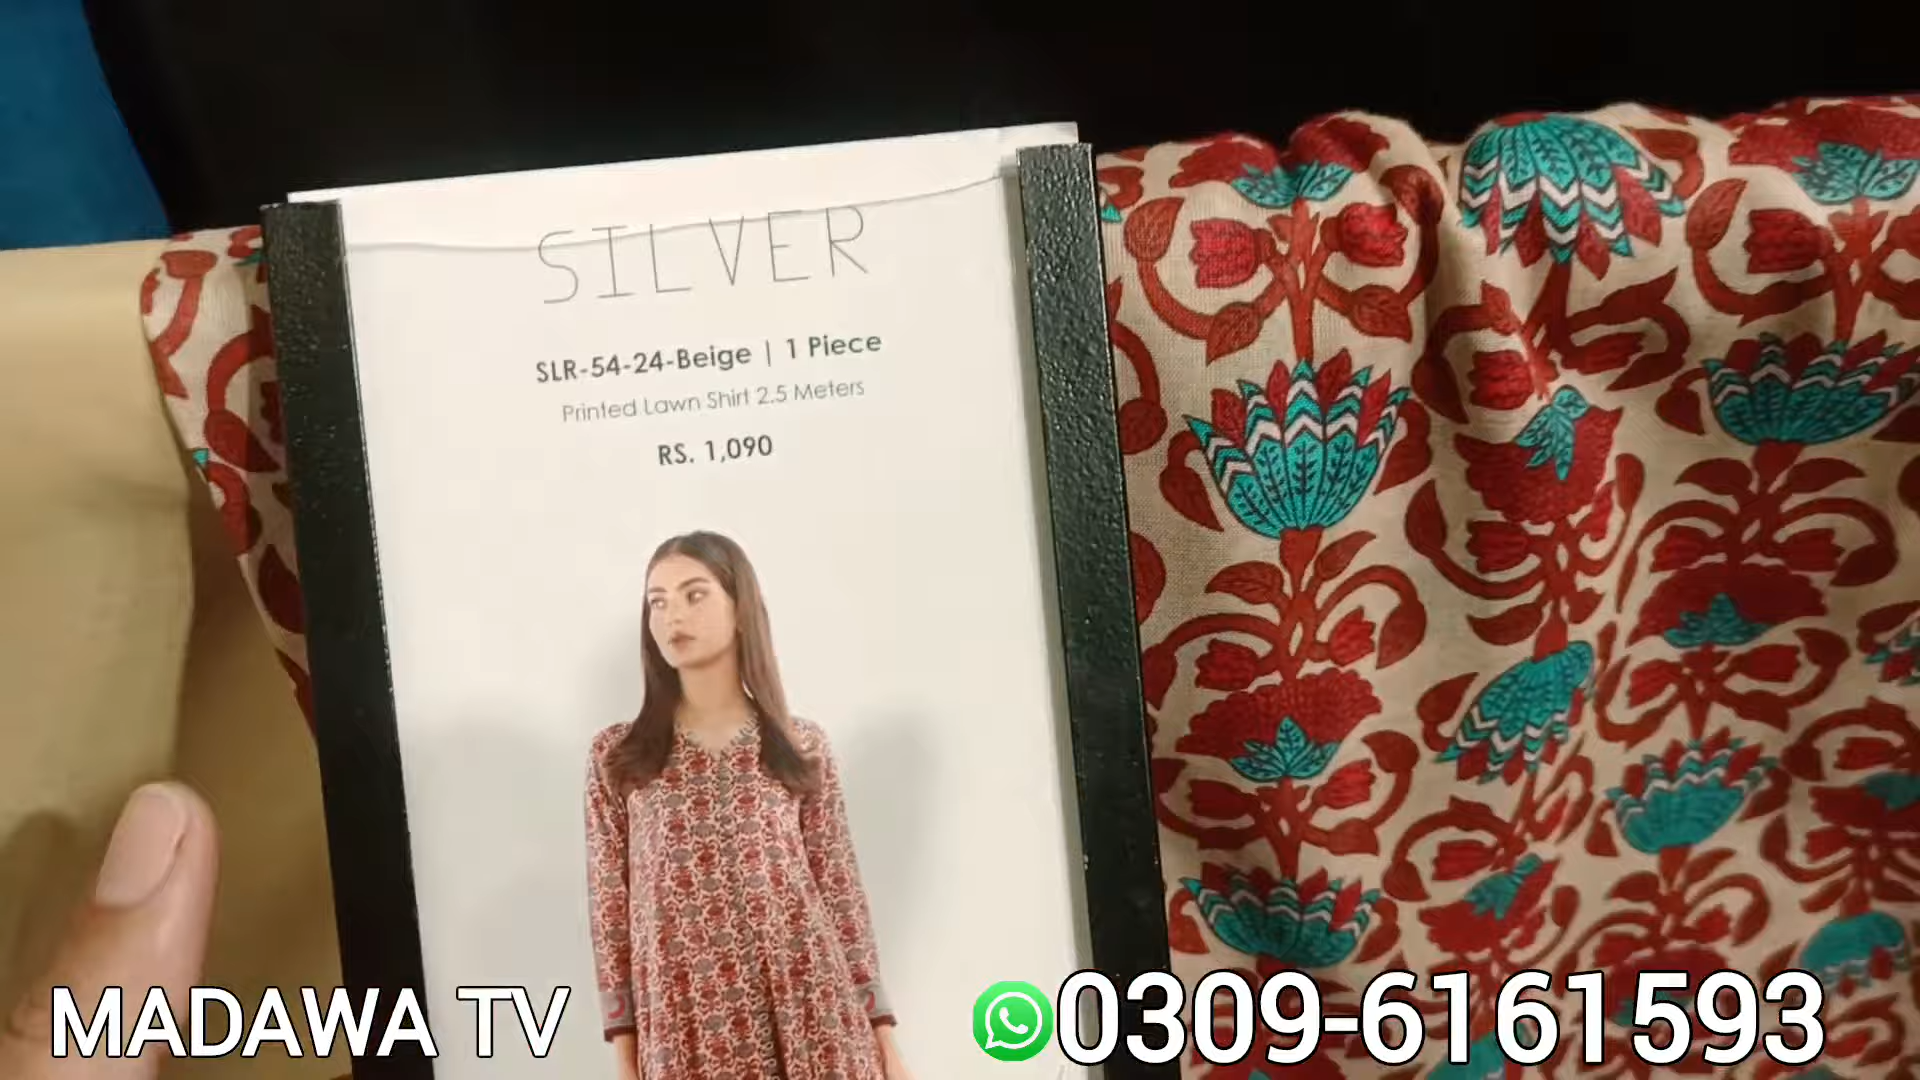 SILVER
SLR-54-24-Beige | 1 Piece
Printed Lawn Shirt 2.5 Meters
RS. 1,090
MADAWA TV
0309-6161593